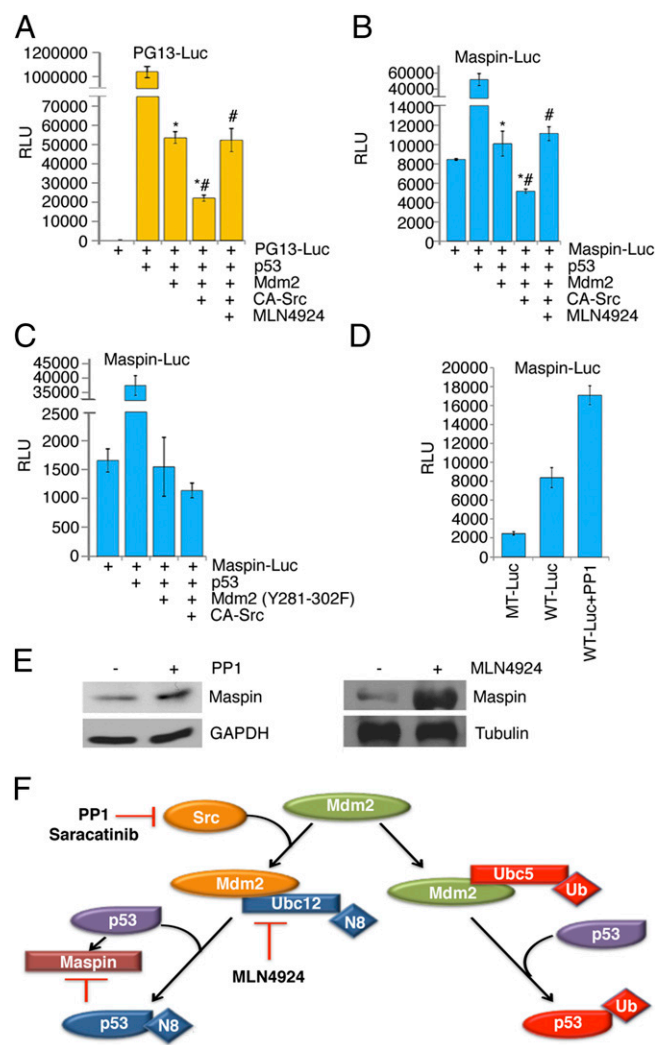 A
PG13-Luc
1200000
1000000
70000
60000
50000
40000
30000
20000
10000
0
RLU
*
*#
#
+ + + + + PG13-Luc
+ + + + p53
+ + + Mdm2
+ + CA-Src
+ MLN4924
B
Maspin-Luc
60000
40000
20000
14000
12000
10000
8000
6000
4000
2000
0
RLU
*
*#
#
+ + + + + Maspin-Luc
+ + + + p53
+ + + Mdm2
+ + CA-Src
+ MLN4924
C
Maspin-Luc
45000
40000
35000
2500
2000
1500
1000
500
0
RLU
+ + + + Maspin-Luc
+ + + p53
+ + Mdm2 (Y281-302F)
+ CA-Src
D
Maspin-Luc
20000
18000
16000
14000
12000
10000
8000
6000
4000
2000
0
RLU
MT-Luc
WT-Luc
WT-Luc+PP1
E
- + PP1
Maspin
GAPDH
- + MLN4924
Maspin
Tubulin
F
PP1
Saracatinib
Src
Mdm2
Mdm2
Ubc12
N8
Mdm2
Ubc5
Ub
p53
Maspin
MLN4924
p53
p53 N8
p53 Ub